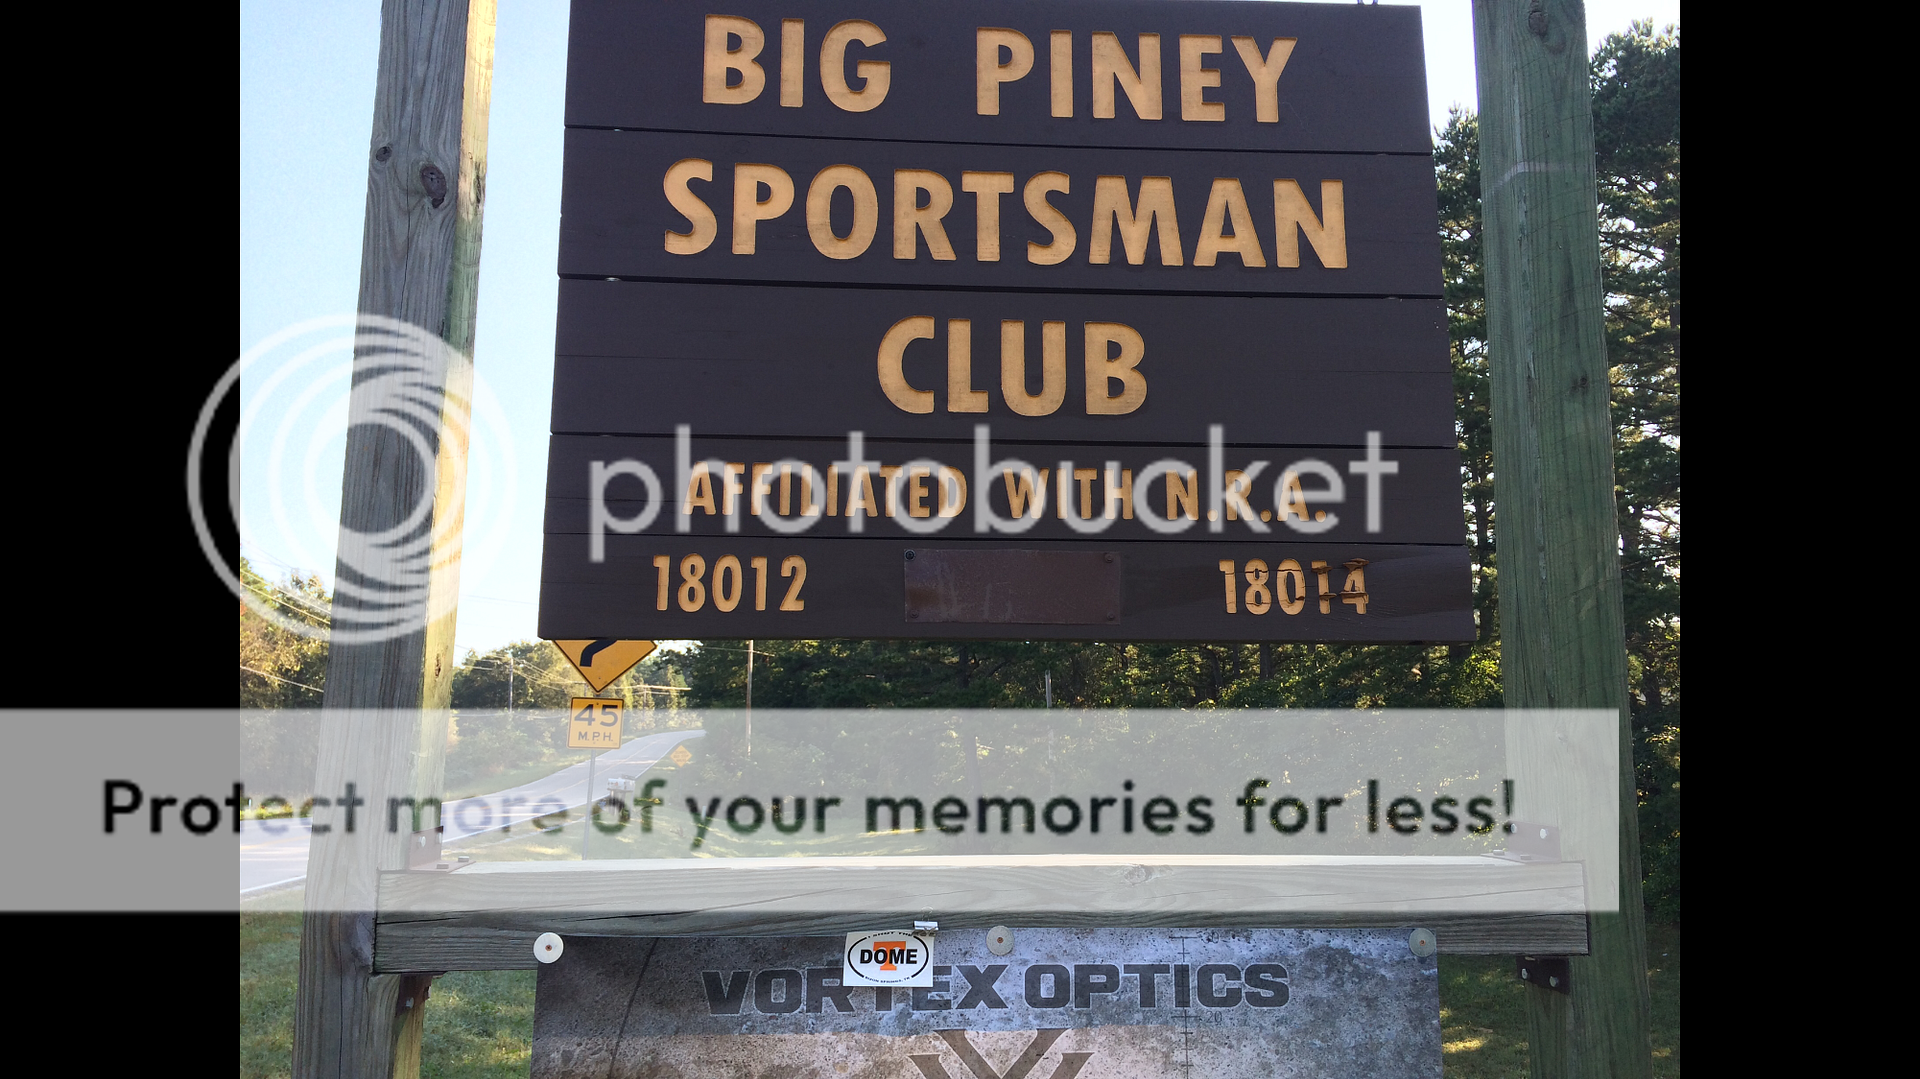 BIG PINEY
SPORTSMAN
CLUB
AFFILIATED WITH N.R.A.
18012 18014
photobucket
45
M.P.H.
Protect more of your memories for less!
DOME
VORTEX OPTICS
20